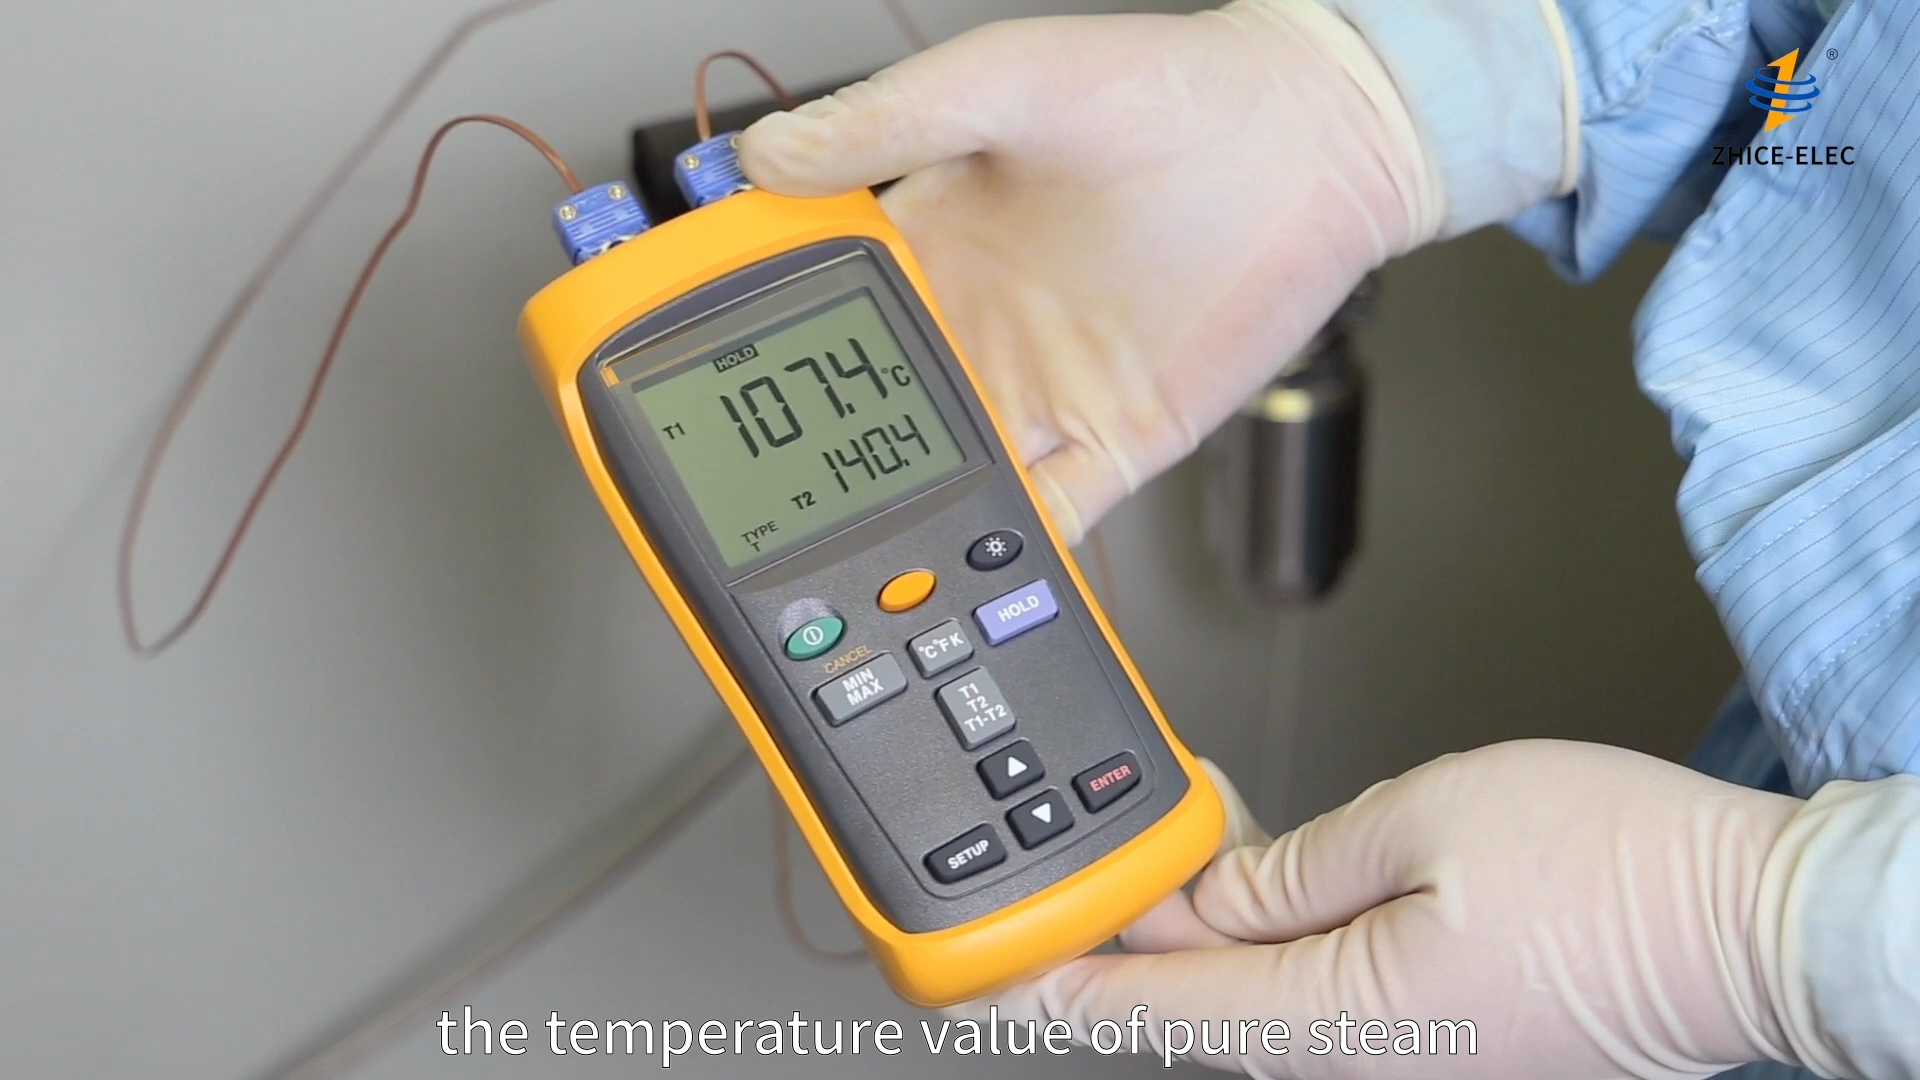 ®
ZHICE-ELEC
HOLD
T1 107.4 °C
T2 140.4
TYPE
T
HOLD
CANCEL
MIN
MAX
°C°F K
T1
T2
T1-T2
ENTER
SETUP
the temperature value of pure steam